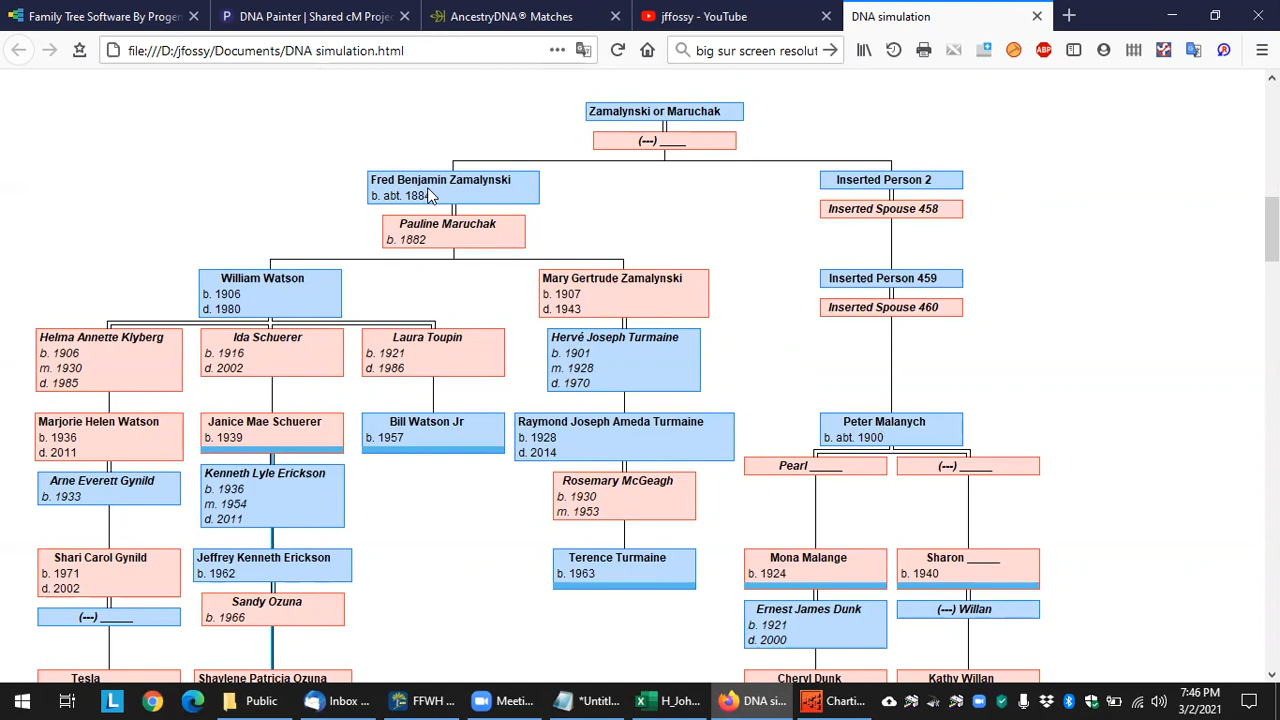 Family Tree Software By Progen
DNA Painter | Shared cM Projec
AncestryDNA® Matches
jffossy - YouTube
DNA simulation
file:///D:/jfossy/Documents/DNA simulation.html
big sur screen resolut
Zamalynski or Maruchak
(---) ____
Fred Benjamin Zamalynski
b. abt. 1884
Inserted Person 2
Inserted Spouse 458
Pauline Maruchak
b. 1882
William Watson
b. 1906
d. 1980
Mary Gertrude Zamalynski
b. 1907
d. 1943
Inserted Person 459
Inserted Spouse 460
Helma Annette Klyberg
b. 1906
m. 1930
d. 1985
Ida Schuerer
b. 1916
d. 2002
Laura Toupin
b. 1921
d. 1986
Hervé Joseph Turmaine
b. 1901
m. 1928
d. 1970
Marjorie Helen Watson
b. 1936
d. 2011
Janice Mae Schuerer
b. 1939
Bill Watson Jr
b. 1957
Raymond Joseph Ameda Turmaine
b. 1928
d. 2014
Peter Malanych
b. abt. 1900
Arne Everett Gynild
b. 1933
Kenneth Lyle Erickson
b. 1936
m. 1954
d. 2011
Rosemary McGeagh
b. 1930
m. 1953
Pearl _____
(---) _____
Shari Carol Gynild
b. 1971
d. 2002
Jeffrey Kenneth Erickson
b. 1962
Terence Turmaine
b. 1963
Mona Malange
b. 1924
Sharon _____
b. 1940
(---) _____
Sandy Ozuna
b. 1966
Ernest James Dunk
b. 1921
d. 2000
(---) Willan
Tesla
Shaylene Patricia Ozuna
Cheryl Dunk
Kathy Willan
Public
Inbox ...
FFWH ...
Meeti...
*Untitl...
H_Joh...
DNA si...
Charti...
7:46 PM
3/2/2021